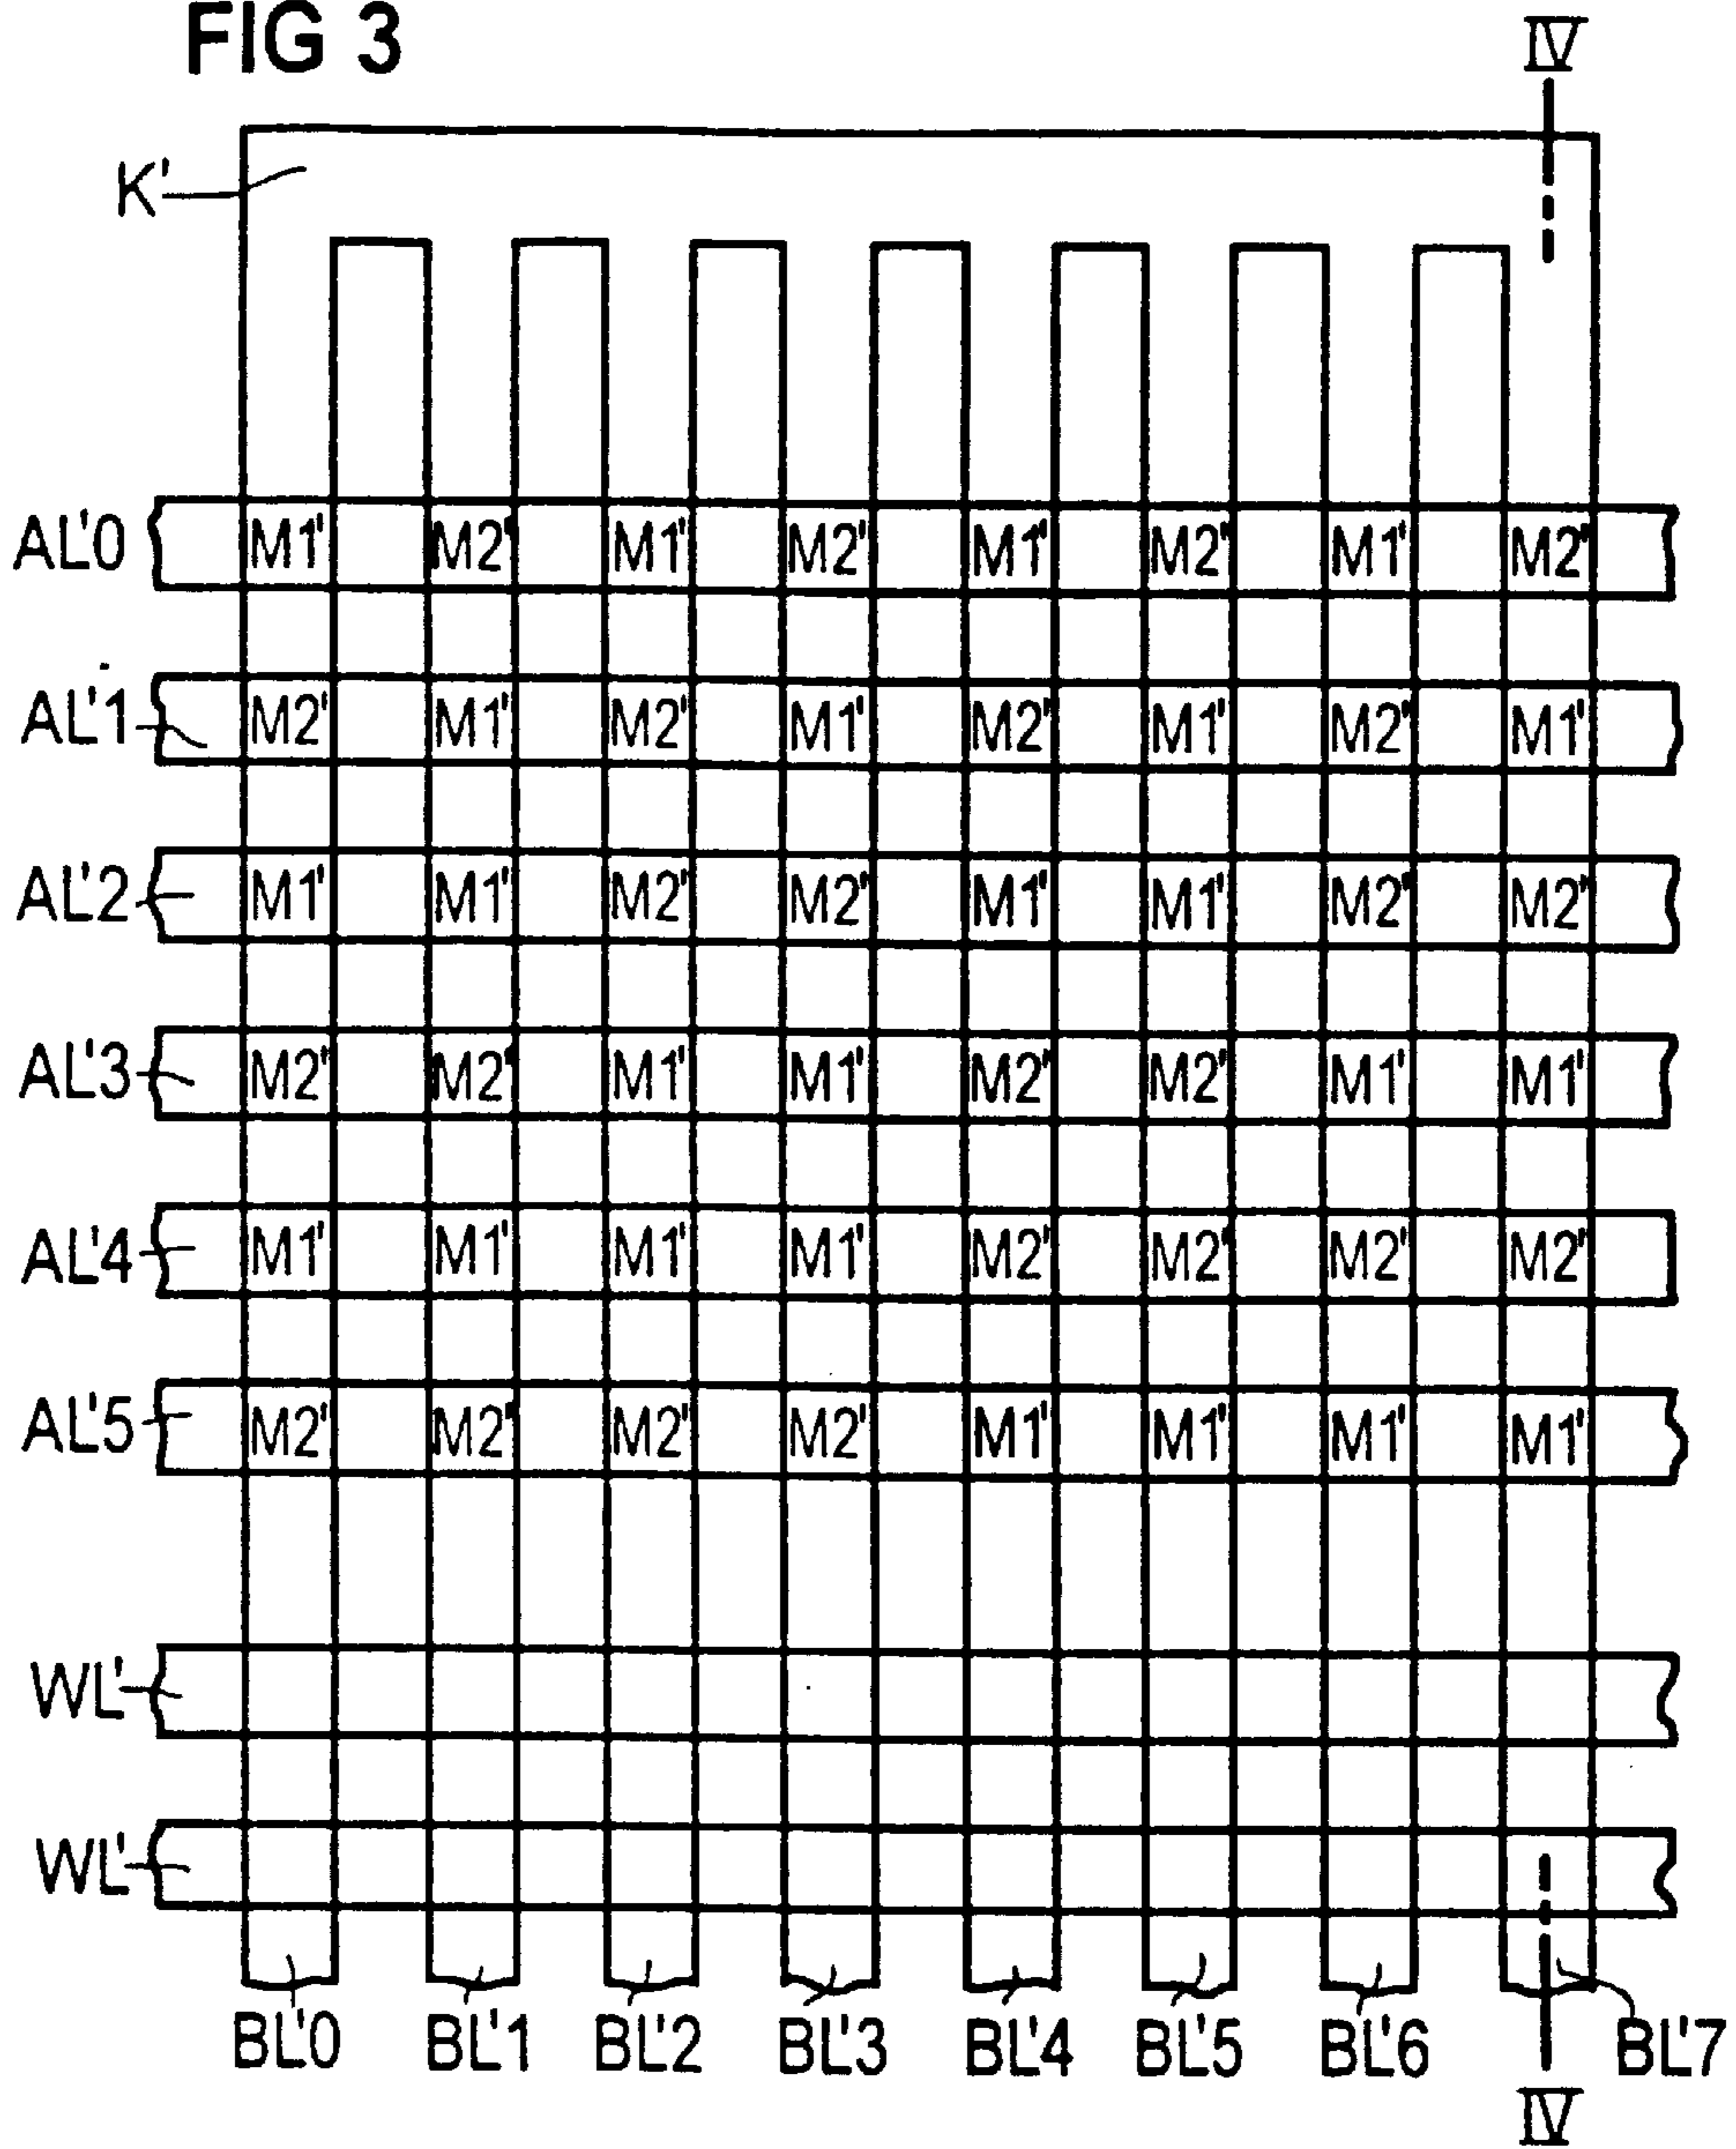 FIG 3
IV
K'
AL'0 M1' M2' M1' M2' M1' M2' M1' M2'
AL'1 M2' M1' M2' M1' M2' M1' M2' M1'
AL'2 M1' M1' M2' M2' M1' M1' M2' M2'
AL'3 M2' M2' M1' M1' M2' M2' M1' M1'
AL'4 M1' M1' M1' M1' M2' M2' M2' M2'
AL'5 M2' M2' M2' M2' M1' M1' M1' M1'
WL'
WL'
BL'0 BL'1 BL'2 BL'3 BL'4 BL'5 BL'6 BL'7
IV